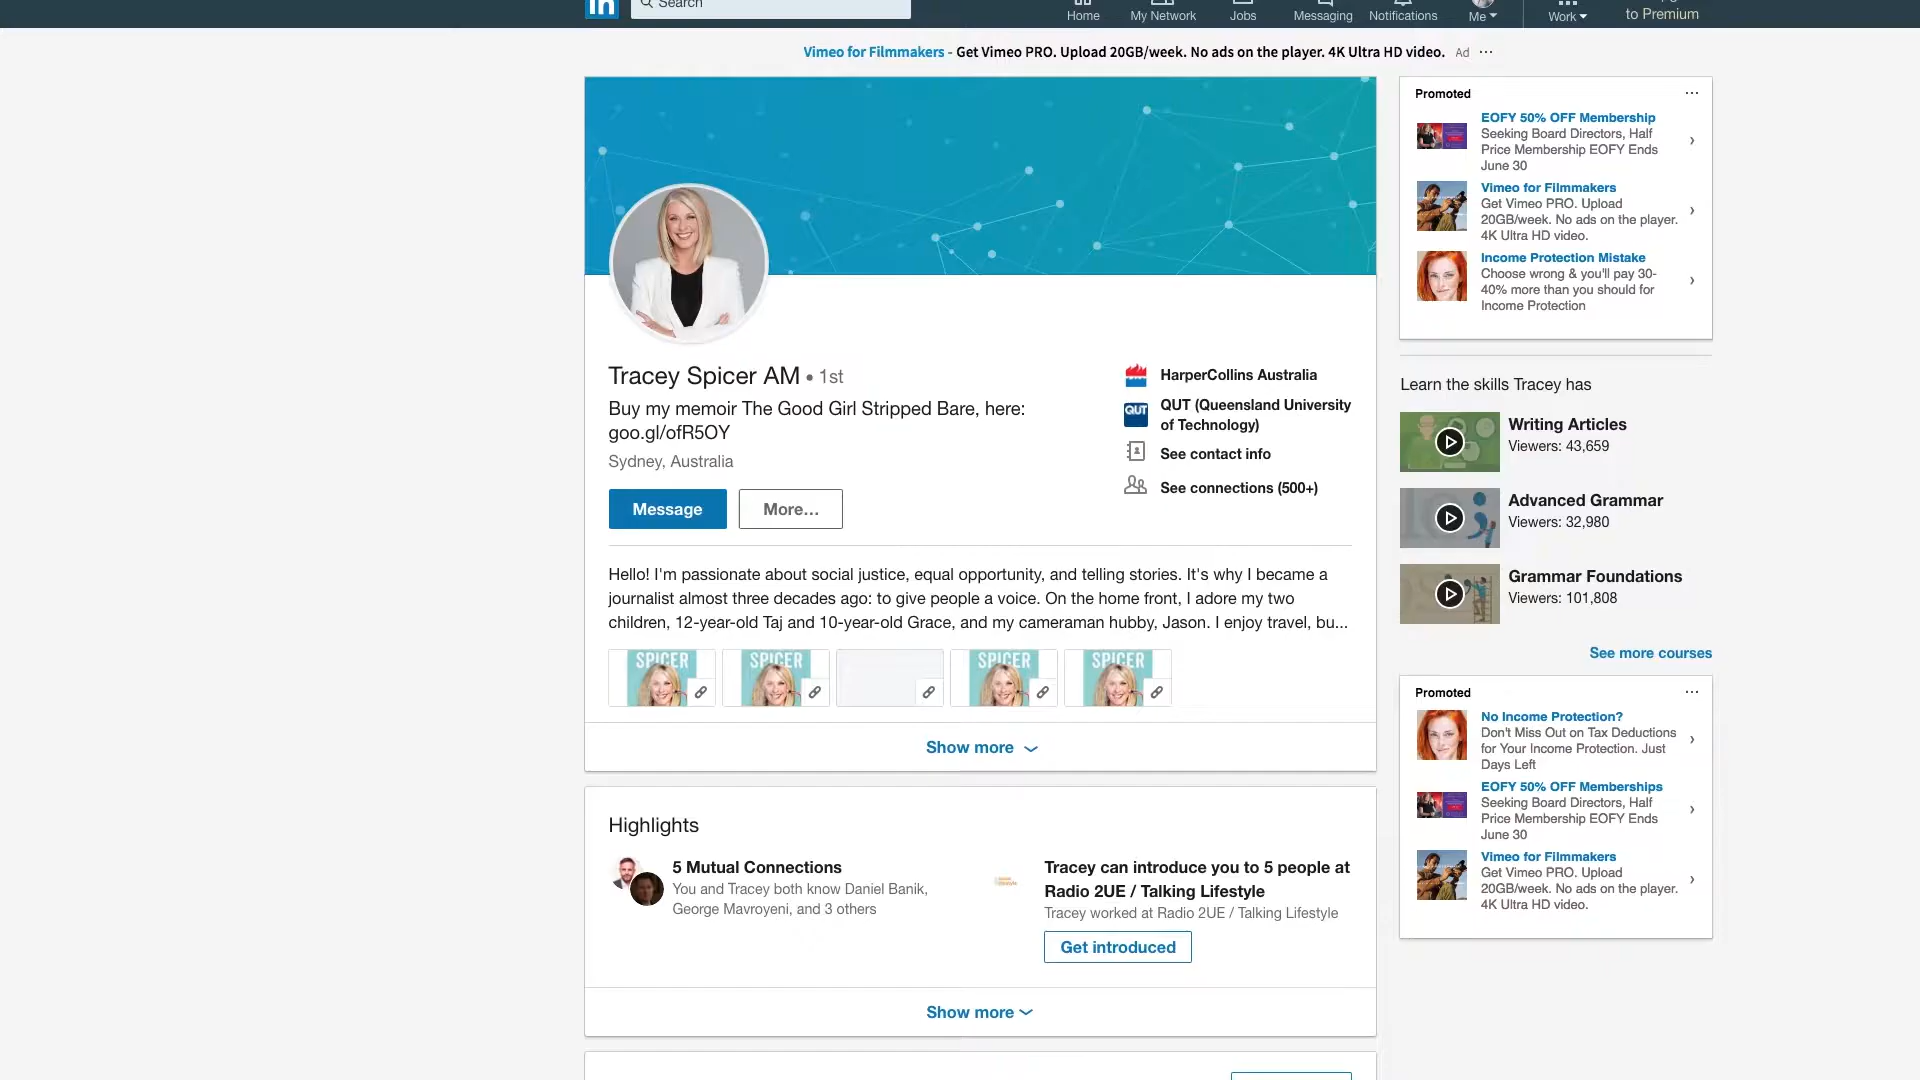 in
Search
Home
My Network
Jobs
Messaging
Notifications
Me
Work
to Premium
Vimeo for Filmmakers - Get Vimeo PRO. Upload 20GB/week. No ads on the player. 4K Ultra HD video. Ad ...
Tracey Spicer AM • 1st
Buy my memoir The Good Girl Stripped Bare, here:
goo.gl/ofR5OY
Sydney, Australia
Message
More...
HarperCollins Australia
QUT
QUT (Queensland University
of Technology)
See contact info
See connections (500+)
Hello! I'm passionate about social justice, equal opportunity, and telling stories. It's why I became a
journalist almost three decades ago: to give people a voice. On the home front, I adore my two
children, 12-year-old Taj and 10-year-old Grace, and my cameraman hubby, Jason. I enjoy travel, bu...
SPICER
SPICER
SPICER
SPICER
Show more
Highlights
5 Mutual Connections
You and Tracey both know Daniel Banik,
George Mavroyeni, and 3 others
Tracey can introduce you to 5 people at
Radio 2UE / Talking Lifestyle
Tracey worked at Radio 2UE / Talking Lifestyle
Get introduced
Show more
Promoted
EOFY 50% OFF Membership
Seeking Board Directors, Half
Price Membership EOFY Ends
June 30
Vimeo for Filmmakers
Get Vimeo PRO. Upload
20GB/week. No ads on the player.
4K Ultra HD video.
Income Protection Mistake
Choose wrong & you'll pay 30-
40% more than you should for
Income Protection
Learn the skills Tracey has
Writing Articles
Viewers: 43,659
Advanced Grammar
Viewers: 32,980
Grammar Foundations
Viewers: 101,808
See more courses
Promoted
No Income Protection?
Don't Miss Out on Tax Deductions
for Your Income Protection. Just
Days Left
EOFY 50% OFF Memberships
Seeking Board Directors, Half
Price Membership EOFY Ends
June 30
Vimeo for Filmmakers
Get Vimeo PRO. Upload
20GB/week. No ads on the player.
4K Ultra HD video.